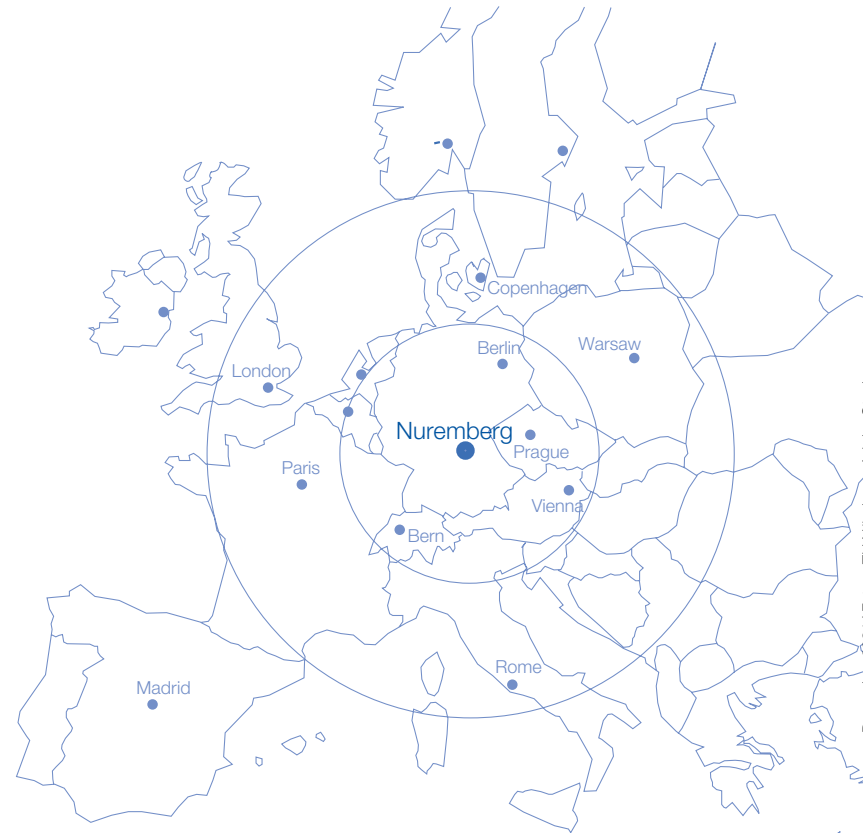 Copenhagen
Berlin
Warsaw
London
Nuremberg
Prague
Paris
Vienna
Bern
Rome
Madrid